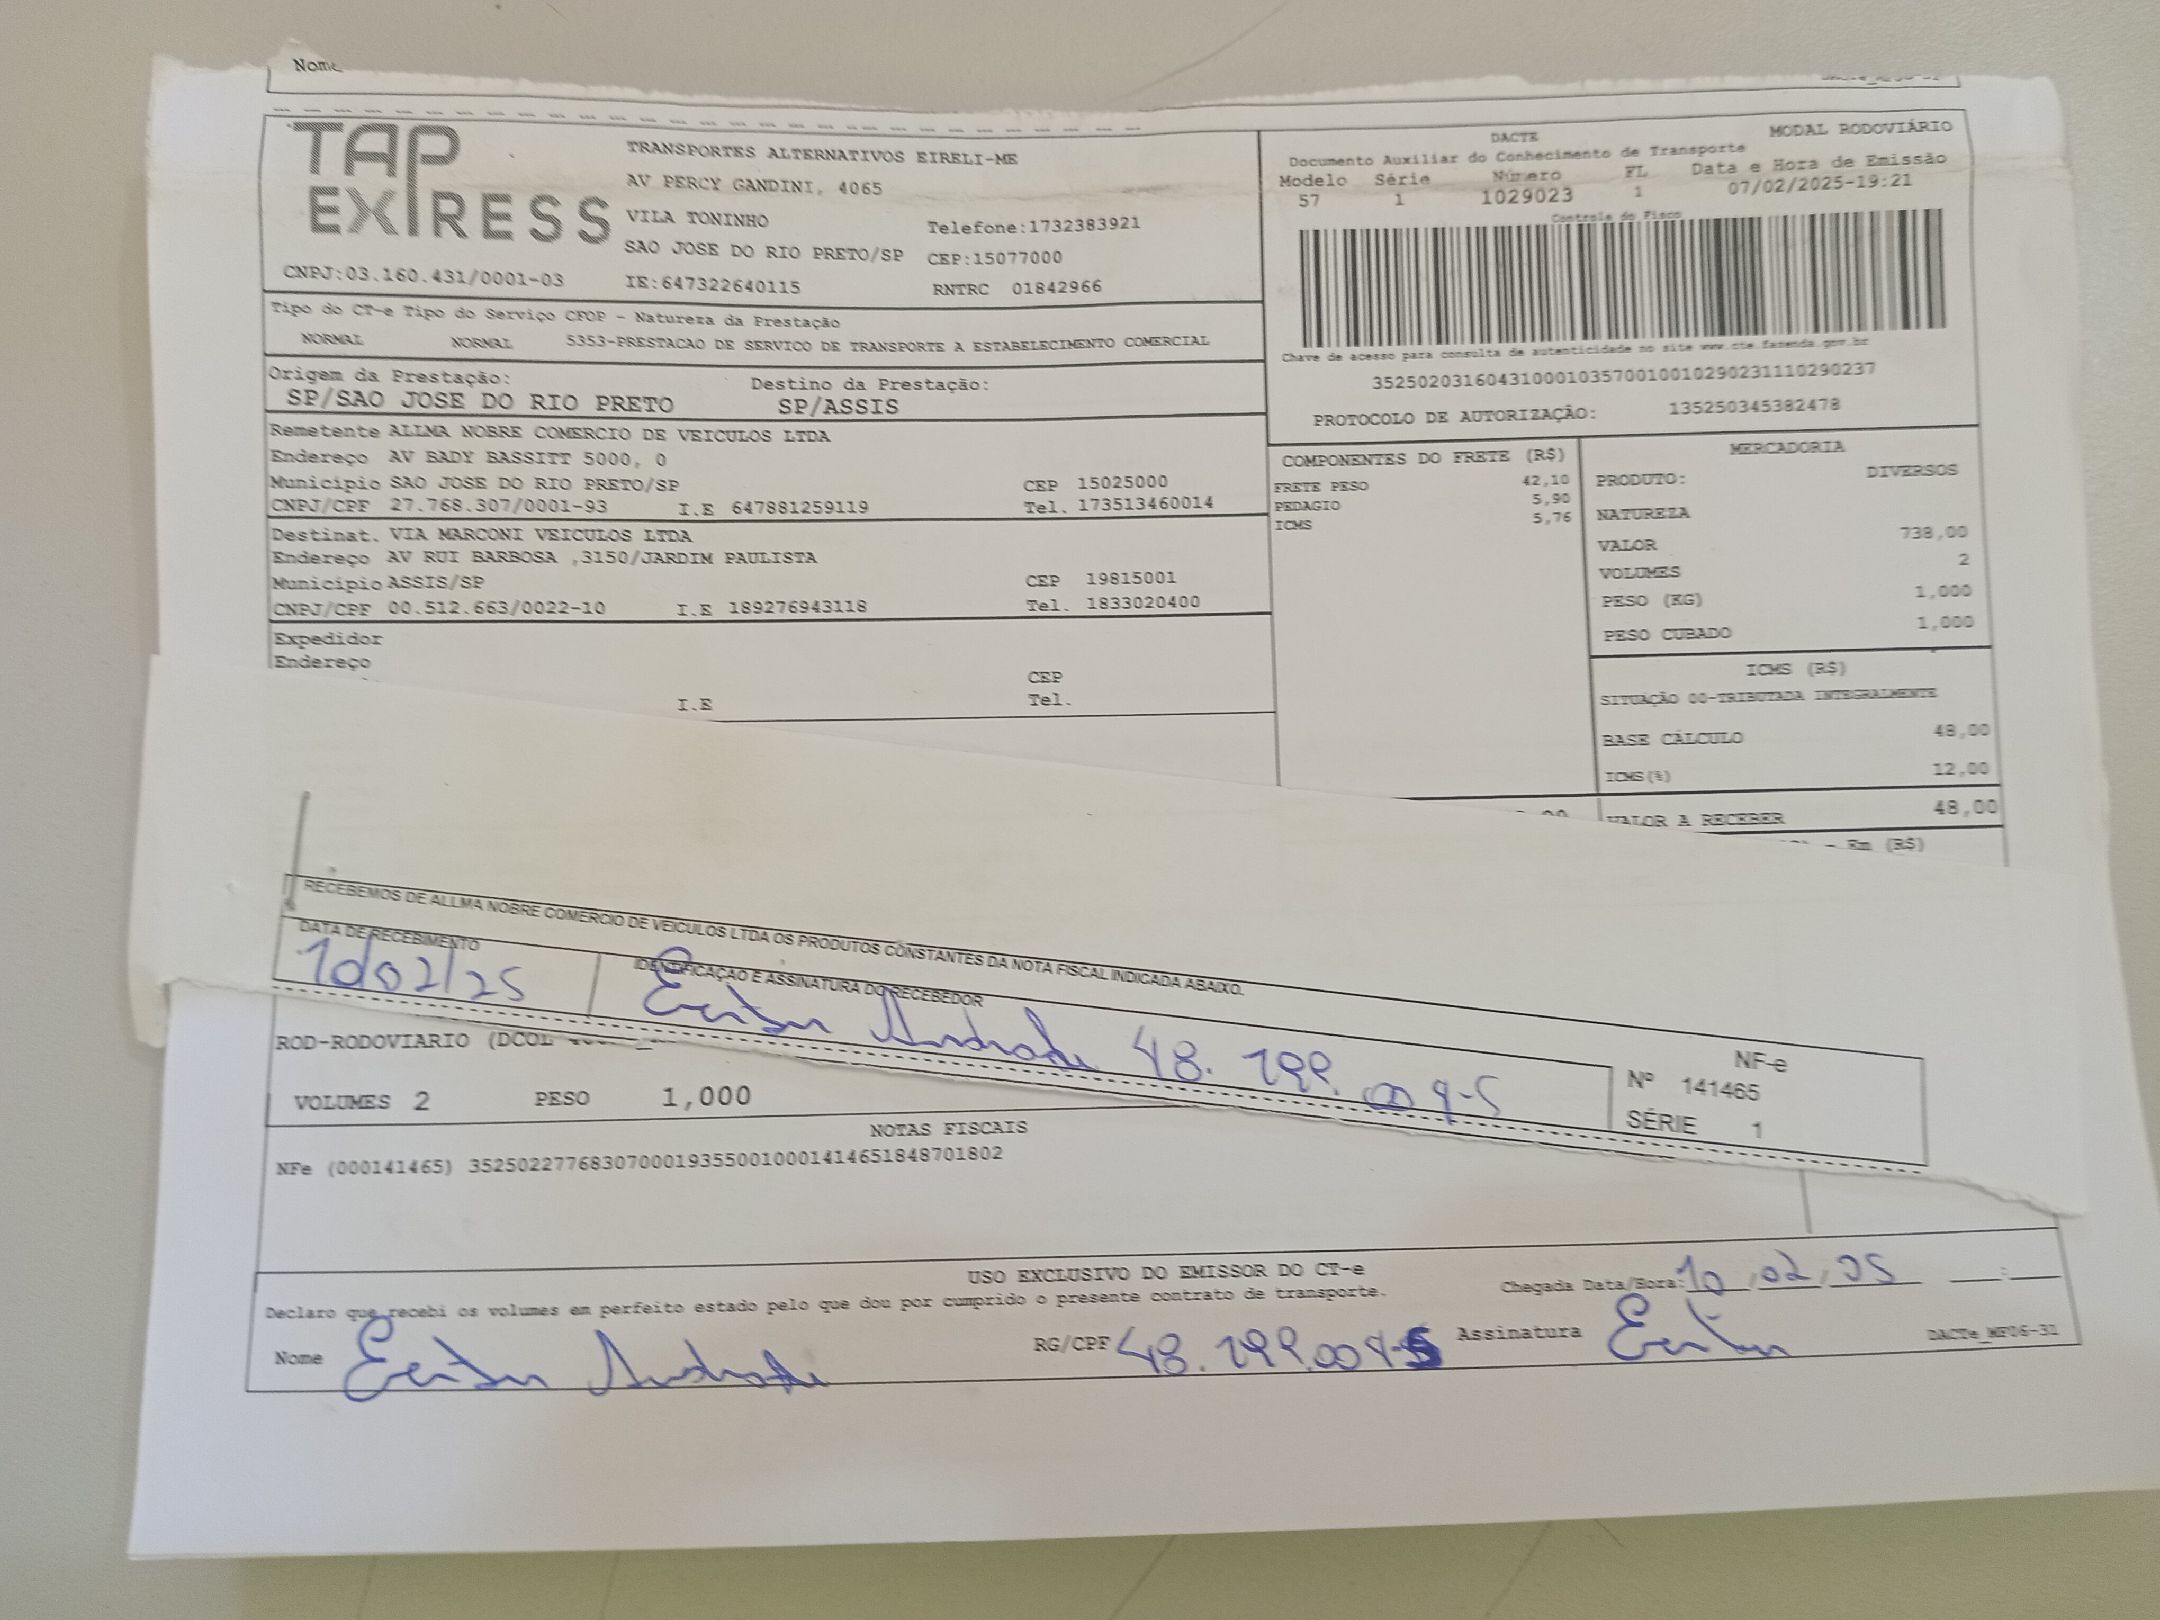 Nome
TAP EXPRESS
TRANSPORTES ALTERNATIVOS EIRELI-ME
AV PERCY GANDINI, 4065
VILA TONINHO Telefone:1732383921
SAO JOSE DO RIO PRETO/SP CEP:15077000
CNPJ:03.160.431/0001-03 IE:647322640115 RNTRC 01842966
DACTE MODAL RODOVIÁRIO
Documento Auxiliar do Conhecimento de Transporte
Modelo Série Número FL Data e Hora de Emissão
57 1 1029023 1 07/02/2025-19:21
Controle do Fisco
Chave de acesso para consulta de autenticidade no site www.cte.fazenda.gov.br
35250203160431000103570010010290231110290237
PROTOCOLO DE AUTORIZAÇÃO: 135250345382478
Tipo do CT-e Tipo do Serviço CFOP - Natureza da Prestação
NORMAL NORMAL 5353-PRESTACAO DE SERVICO DE TRANSPORTE A ESTABELECIMENTO COMERCIAL
Origem da Prestação: Destino da Prestação:
SP/SAO JOSE DO RIO PRETO SP/ASSIS
Remetente ALLMA NOBRE COMERCIO DE VEICULOS LTDA
Endereço AV BADY BASSITT 5000, 0
Município SAO JOSE DO RIO PRETO/SP CEP 15025000
CNPJ/CPF 27.768.307/0001-93 I.E 647881259119 Tel. 173513460014
Destinat. VIA MARCONI VEICULOS LTDA
Endereço AV RUI BARBOSA ,3150/JARDIM PAULISTA
Município ASSIS/SP CEP 19815001
CNPJ/CPF 00.512.663/0022-10 I.E 189276943118 Tel. 1833020400
Expedidor
Endereço
CEP
I.E Tel.
COMPONENTES DO FRETE (R$)
FRETE PESO 42,10
PEDAGIO 5,90
ICMS 5,76
MERCADORIA
PRODUTO: DIVERSOS
NATUREZA
VALOR 738,00
VOLUMES 2
PESO (KG) 1,000
PESO CUBADO 1,000
ICMS (R$)
SITUAÇÃO 00-TRIBUTADA INTEGRALMENTE
BASE CÁLCULO 48,00
ICMS(%) 12,00
VALOR A RECEBER 48,00
- Em (R$)
RECEBEMOS DE ALLMA NOBRE COMERCIO DE VEICULOS LTDA OS PRODUTOS CONSTANTES DA NOTA FISCAL INDICADA ABAIXO.
DATA DE RECEBIMENTO IDENTIFICAÇÃO E ASSINATURA DO RECEBEDOR
10/02/25 Andrade 48.199.009-5
NF-e
Nº 141465
SÉRIE 1
ROD-RODOVIARIO (DCOL
VOLUMES 2 PESO 1,000
NOTAS FISCAIS
NFe (000141465) 35250227768307000193550010001414651848701802
USO EXCLUSIVO DO EMISSOR DO CT-e
Declaro que recebi os volumes em perfeito estado pelo que dou por cumprido o presente contrato de transporte. Chegada Data/Hora: 10,02,25
Nome Andrade RG/CPF 48.199.009-5 Assinatura DACTe_MF06-31